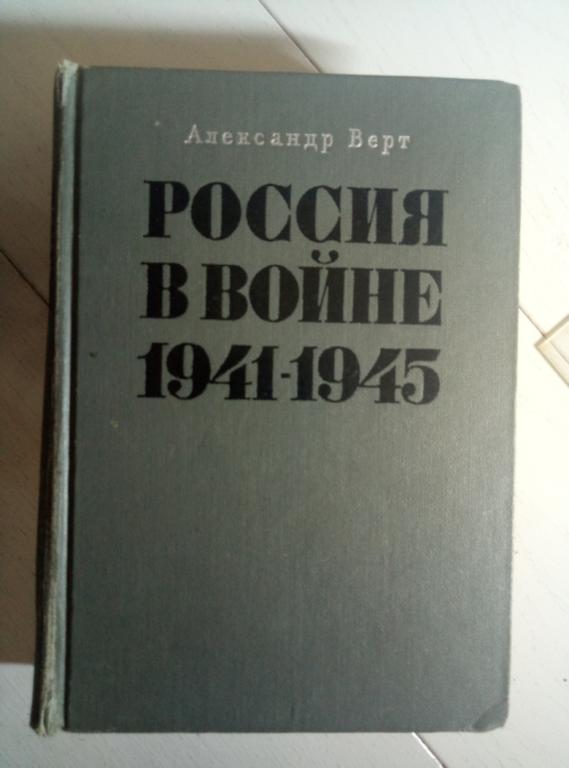 Александр Верт
РОССИЯ
В ВОЙНЕ
1941-1945